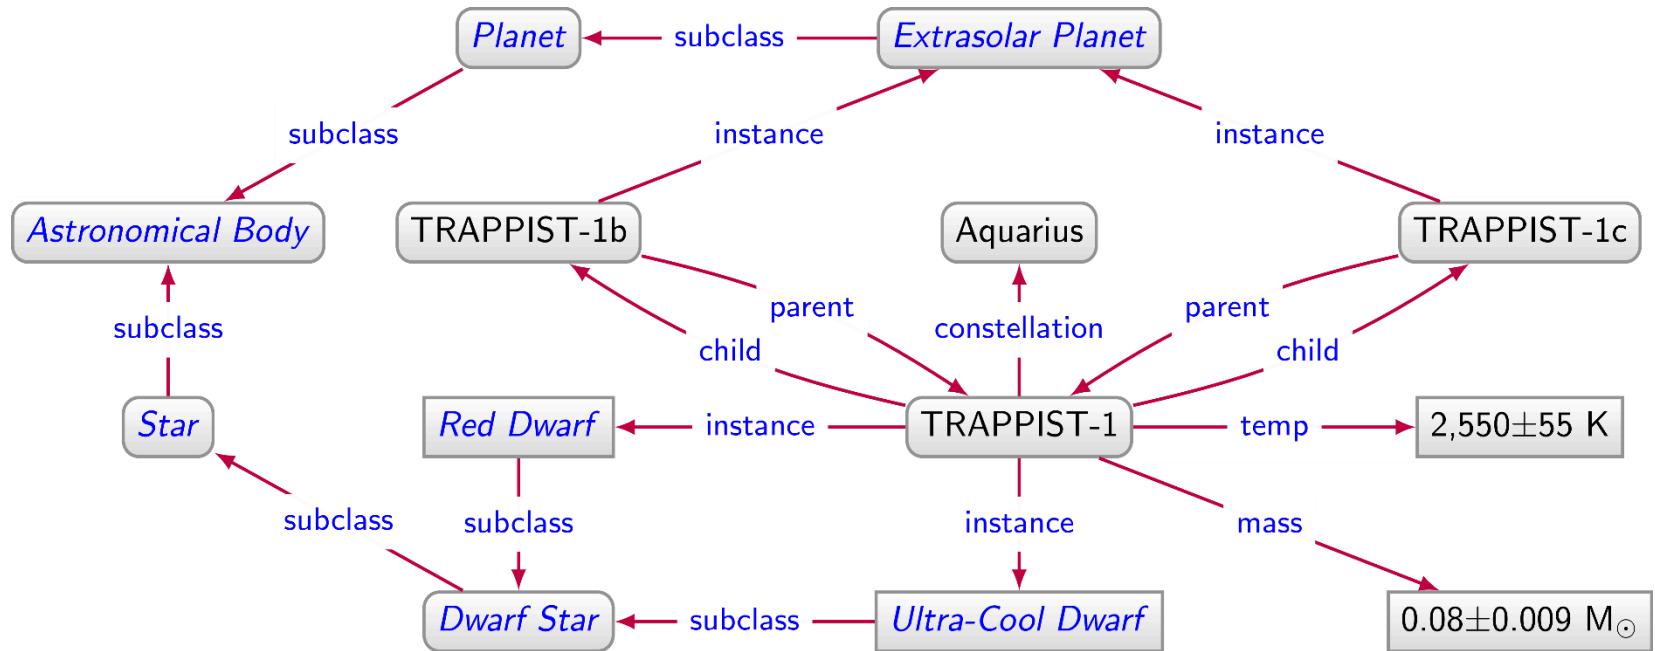 Planet
subclass
Extrasolar Planet
subclass
instance
instance
Astronomical Body
TRAPPIST-1b
Aquarius
TRAPPIST-1c
subclass
parent
constellation
parent
child
child
Star
Red Dwarf
instance
TRAPPIST-1
temp
2,550±55 K
subclass
subclass
instance
mass
Dwarf Star
subclass
Ultra-Cool Dwarf
0.08±0.009 M☉